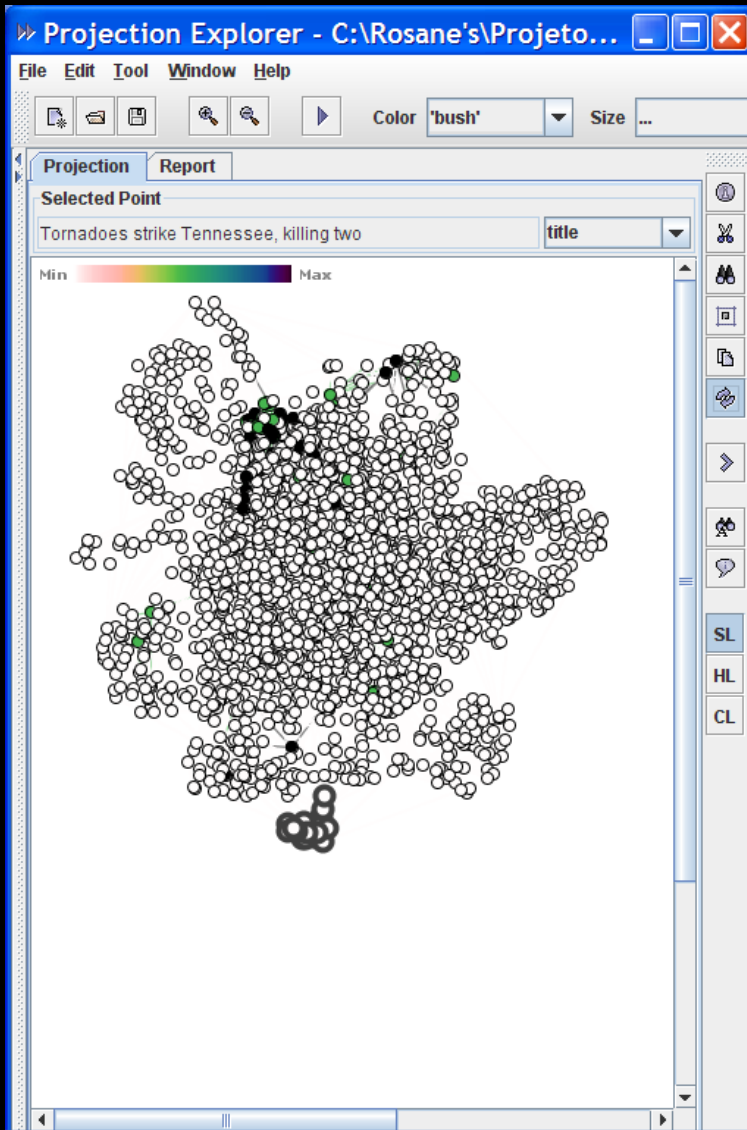 Projection Explorer - C:\Rosane's\Projeto...
File Edit Tool Window Help
Color 'bush' Size ...
Projection Report
Selected Point
Tornadoes strike Tennessee, killing two title
Min Max
SL
HL
CL